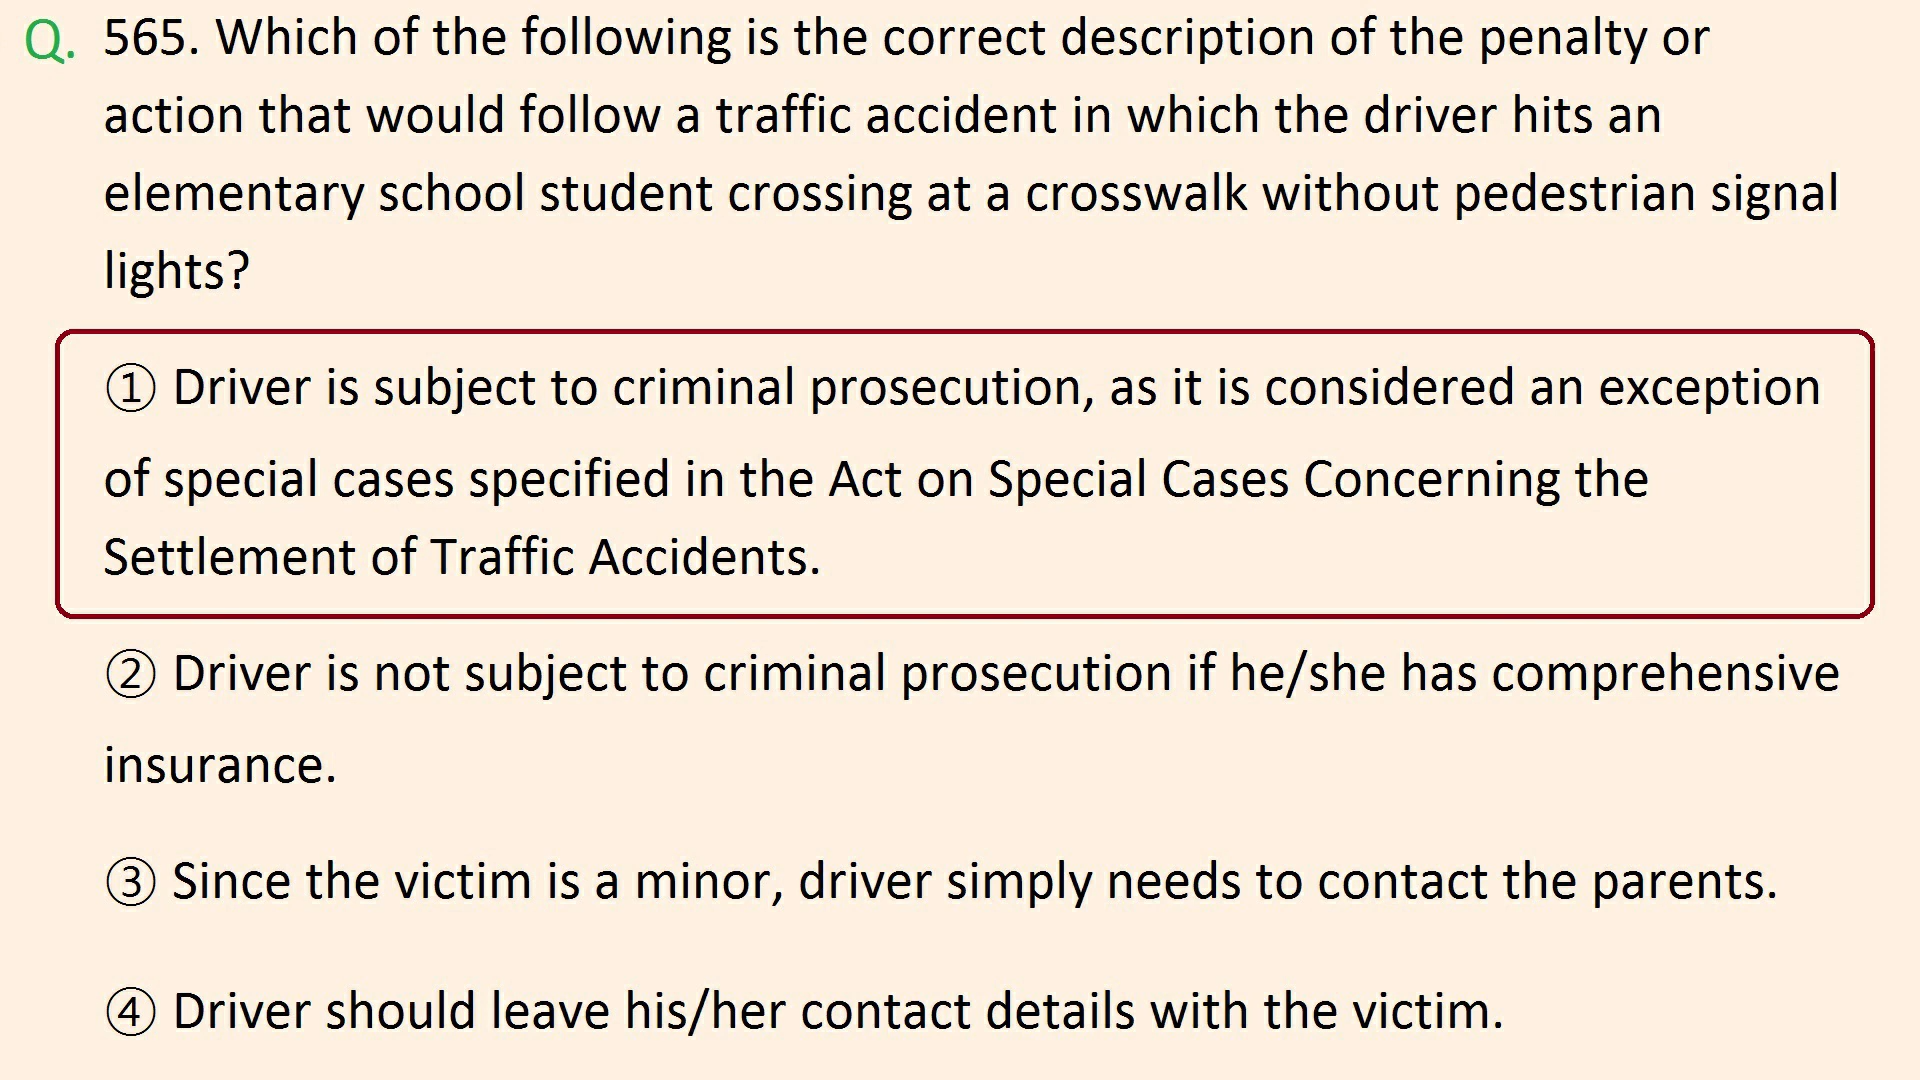 Q. 565. Which of the following is the correct description of the penalty or
action that would follow a traffic accident in which the driver hits an
elementary school student crossing at a crosswalk without pedestrian signal
lights?
① Driver is subject to criminal prosecution, as it is considered an exception
of special cases specified in the Act on Special Cases Concerning the
Settlement of Traffic Accidents.
② Driver is not subject to criminal prosecution if he/she has comprehensive
insurance.
③ Since the victim is a minor, driver simply needs to contact the parents.
④ Driver should leave his/her contact details with the victim.